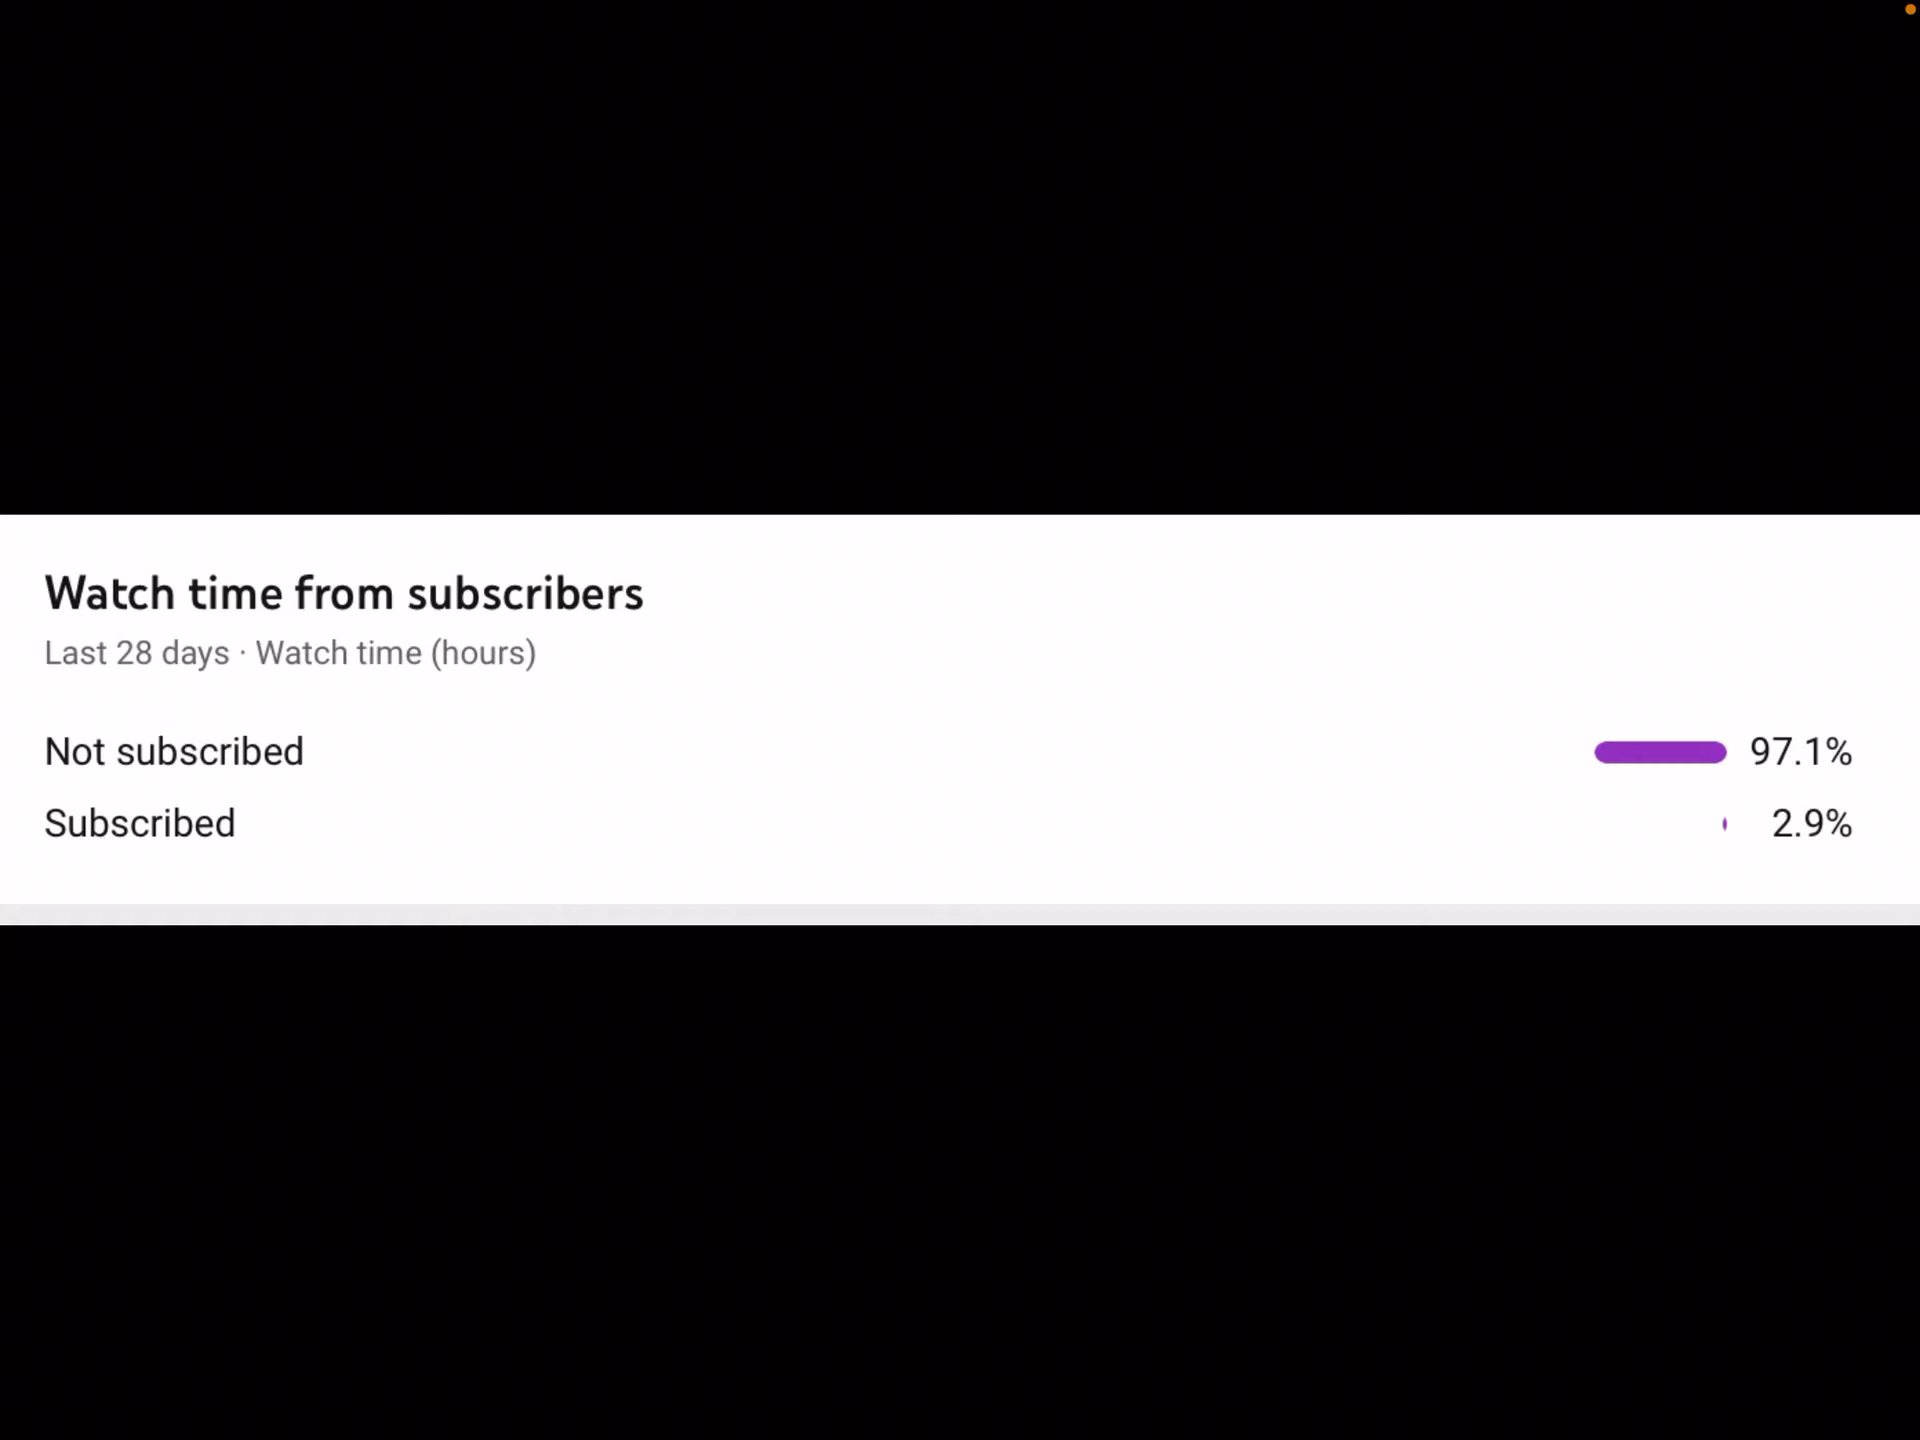 Watch time from subscribers
Last 28 days · Watch time (hours)
Not subscribed 97.1%
Subscribed 2.9%